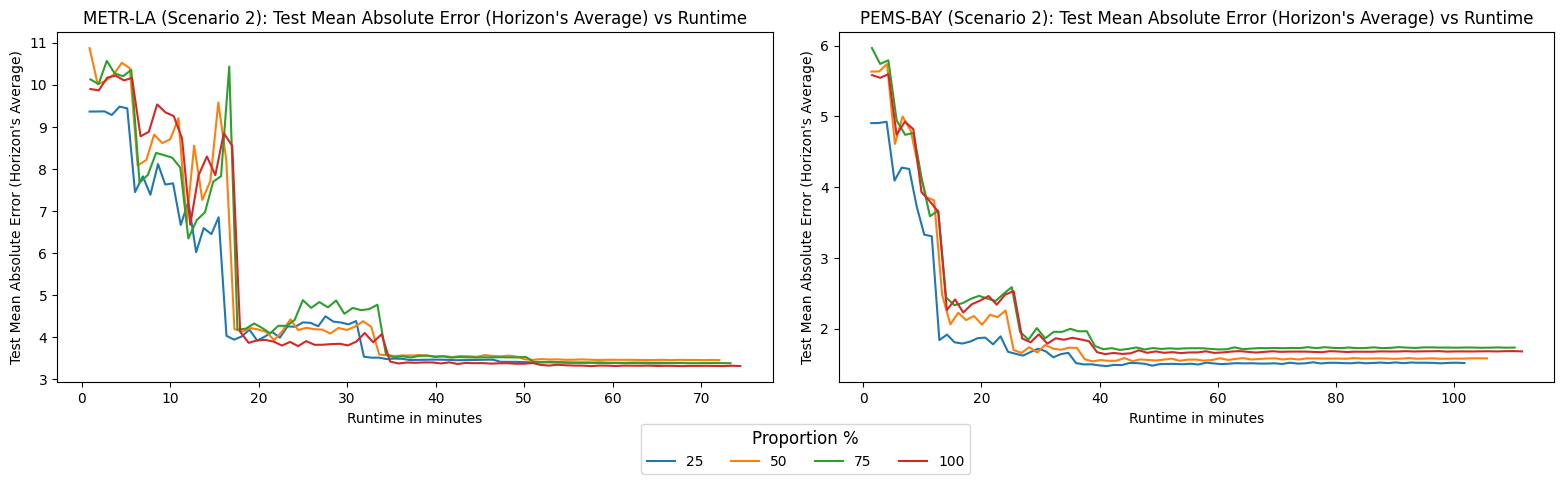 METR-LA (Scenario 2): Test Mean Absolute Error (Horizon's Average) vs Runtime
Test Mean Absolute Error (Horizon's Average)
11
10
9
8
7
6
5
4
3
0 10 20 30 40 50 60 70
Runtime in minutes
PEMS-BAY (Scenario 2): Test Mean Absolute Error (Horizon's Average) vs Runtime
Test Mean Absolute Error (Horizon's Average)
6
5
4
3
2
0 20 40 60 80 100
Runtime in minutes
Proportion %
25 50 75 100